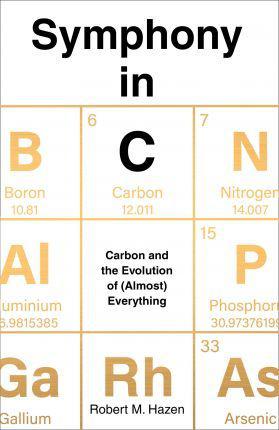 Symphony
in
6
7
B
C
N
Boron
Carbon
Nitrogen
10.81
12.011
14.007
15
Al
Carbon and
the Evolution
of (Almost)
Everything
P
uminium
Phosphoru
6.9815385
30.97376199
33
Ga
Rh
As
Gallium
Robert M. Hazen
Arsenic